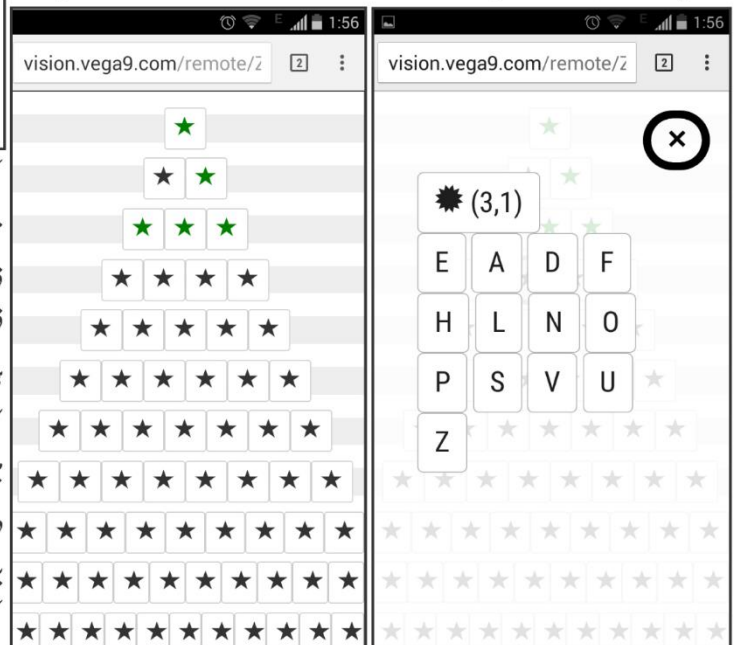 E 1:56
vision.vega9.com/remote/Z 2
E 1:56
vision.vega9.com/remote/Z 2
×
(3,1)
E A D F
H L N O
P S V U
Z